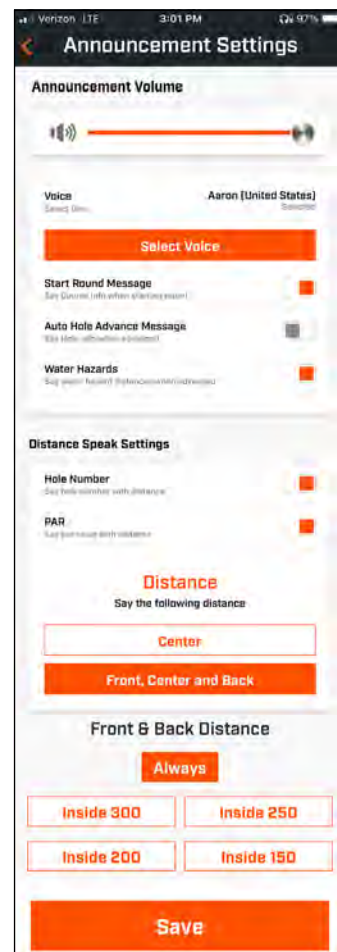 Verizon LTE 3:01 PM 97%
Announcement Settings
Announcement Volume
Voice Aaron (United States)
Select Voice
Start Round Message
Say Course info when starting round
Auto Hole Advance Message
Water Hazards
Distance Speak Settings
Hole Number
Say hole number with distance
PAR
Say par value with distance
Distance
Say the following distance
Center
Front, Center and Back
Front & Back Distance
Always
Inside 300 Inside 250
Inside 200 Inside 150
Save